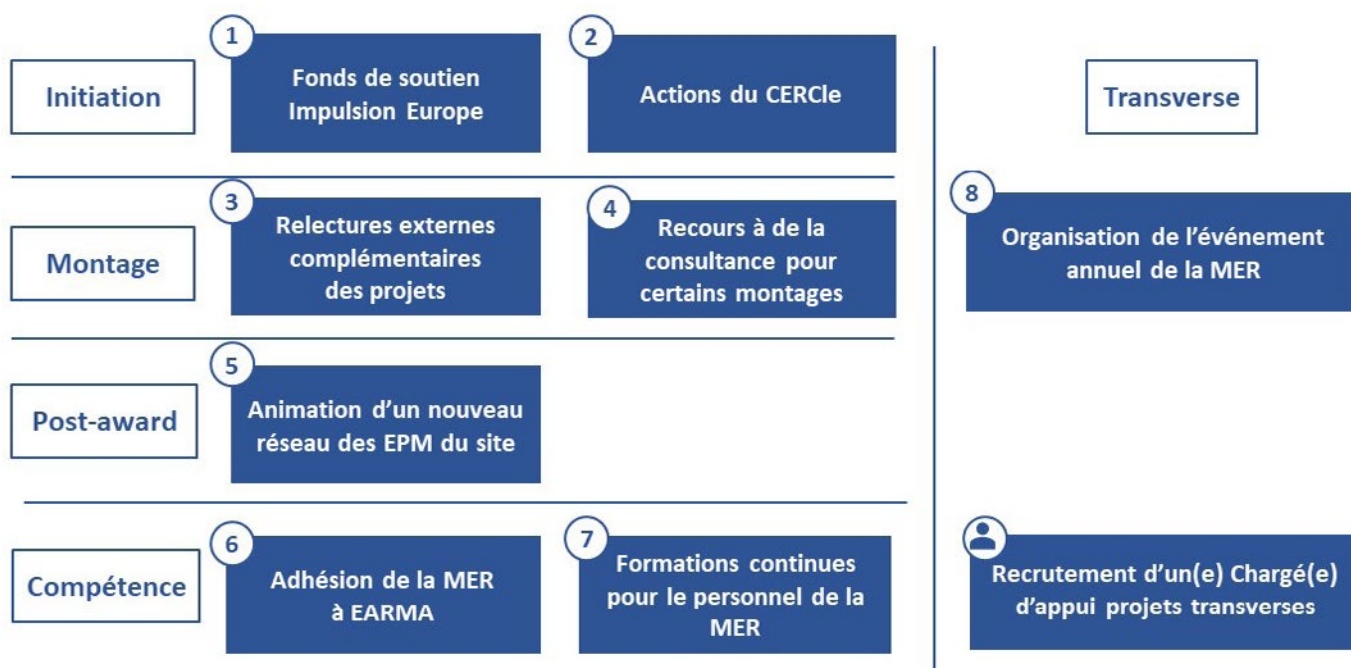 1
2
Initiation
Fonds de soutien
Impulsion Europe
Actions du CERCle
Transverse
3
4
8
Montage
Relectures externes
complémentaires
des projets
Recours à de la
consultance pour
certains montages
Organisation de l’événement
annuel de la MER
5
Post-award
Animation d’un nouveau
réseau des EPM du site
6
7
Compétence
Adhésion de la MER
à EARMA
Formations continues
pour le personnel de la
MER
Recrutement d’un(e) Chargé(e)
d’appui projets transverses